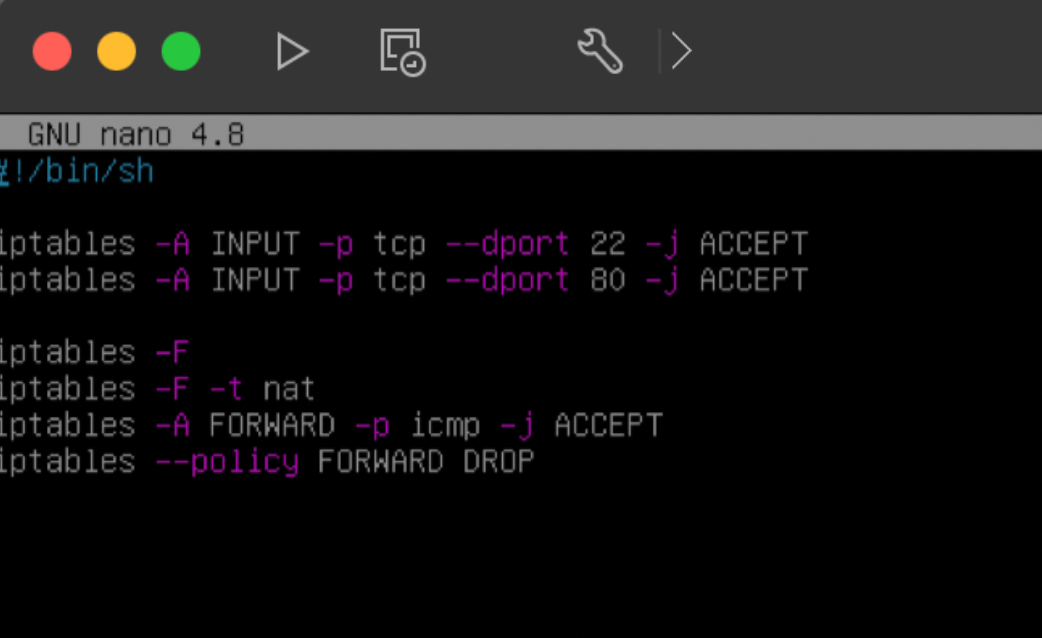 GNU nano 4.8
#!/bin/sh
iptables -A INPUT -p tcp --dport 22 -j ACCEPT
iptables -A INPUT -p tcp --dport 80 -j ACCEPT
iptables -F
iptables -F -t nat
iptables -A FORWARD -p icmp -j ACCEPT
iptables --policy FORWARD DROP